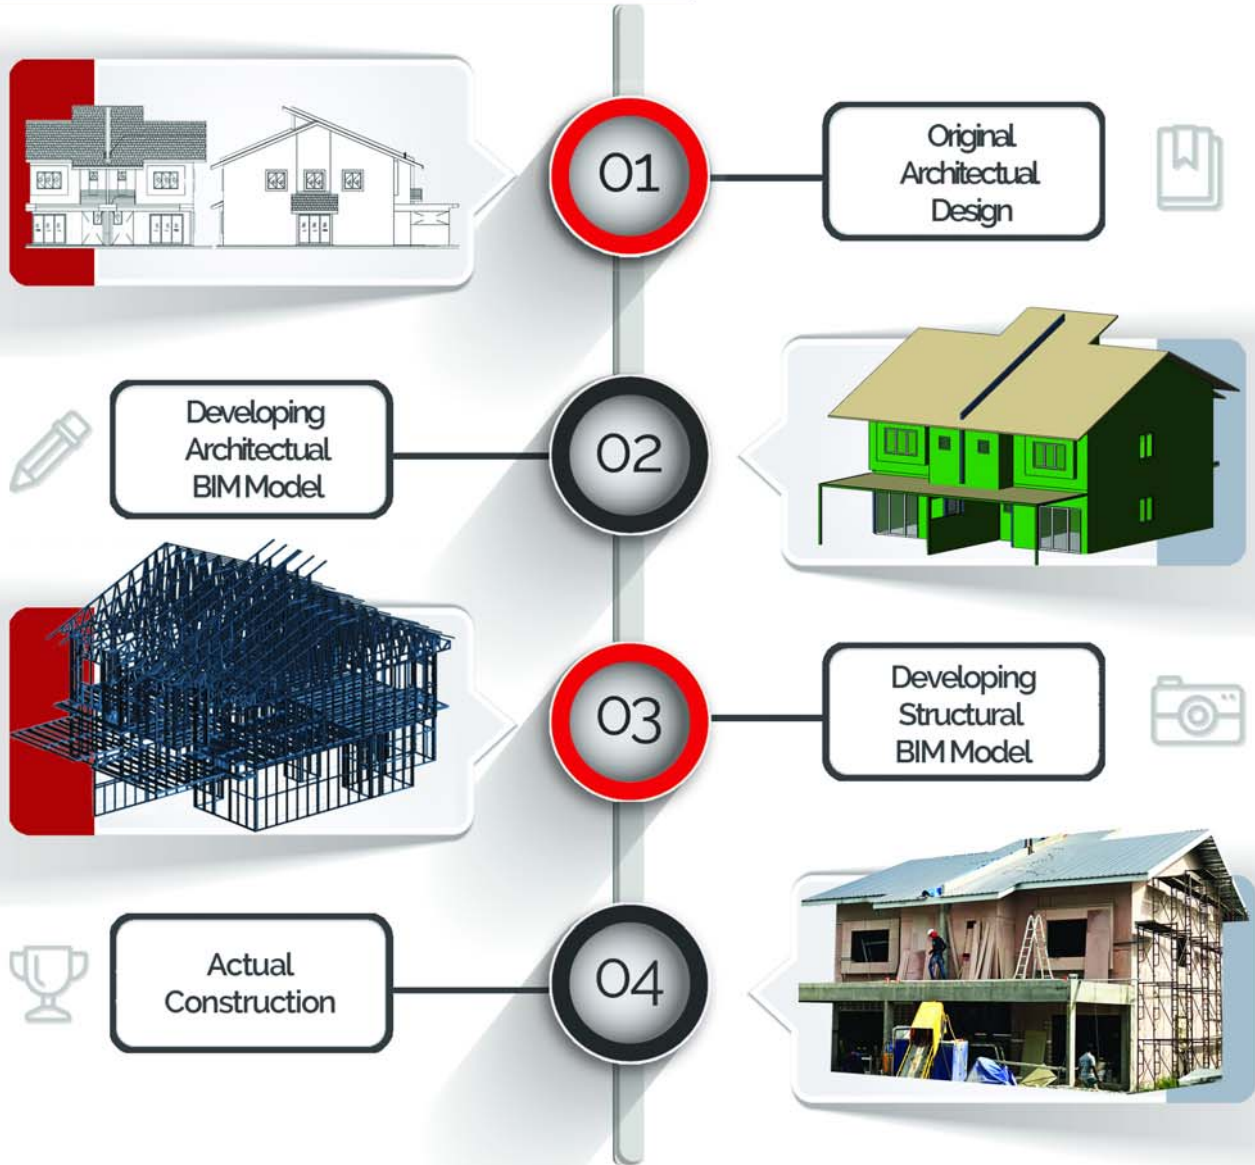 01
Original
Architectual
Design
Developing
Architectual
BIM Model
02
03
Developing
Structural
BIM Model
Actual
Construction
04